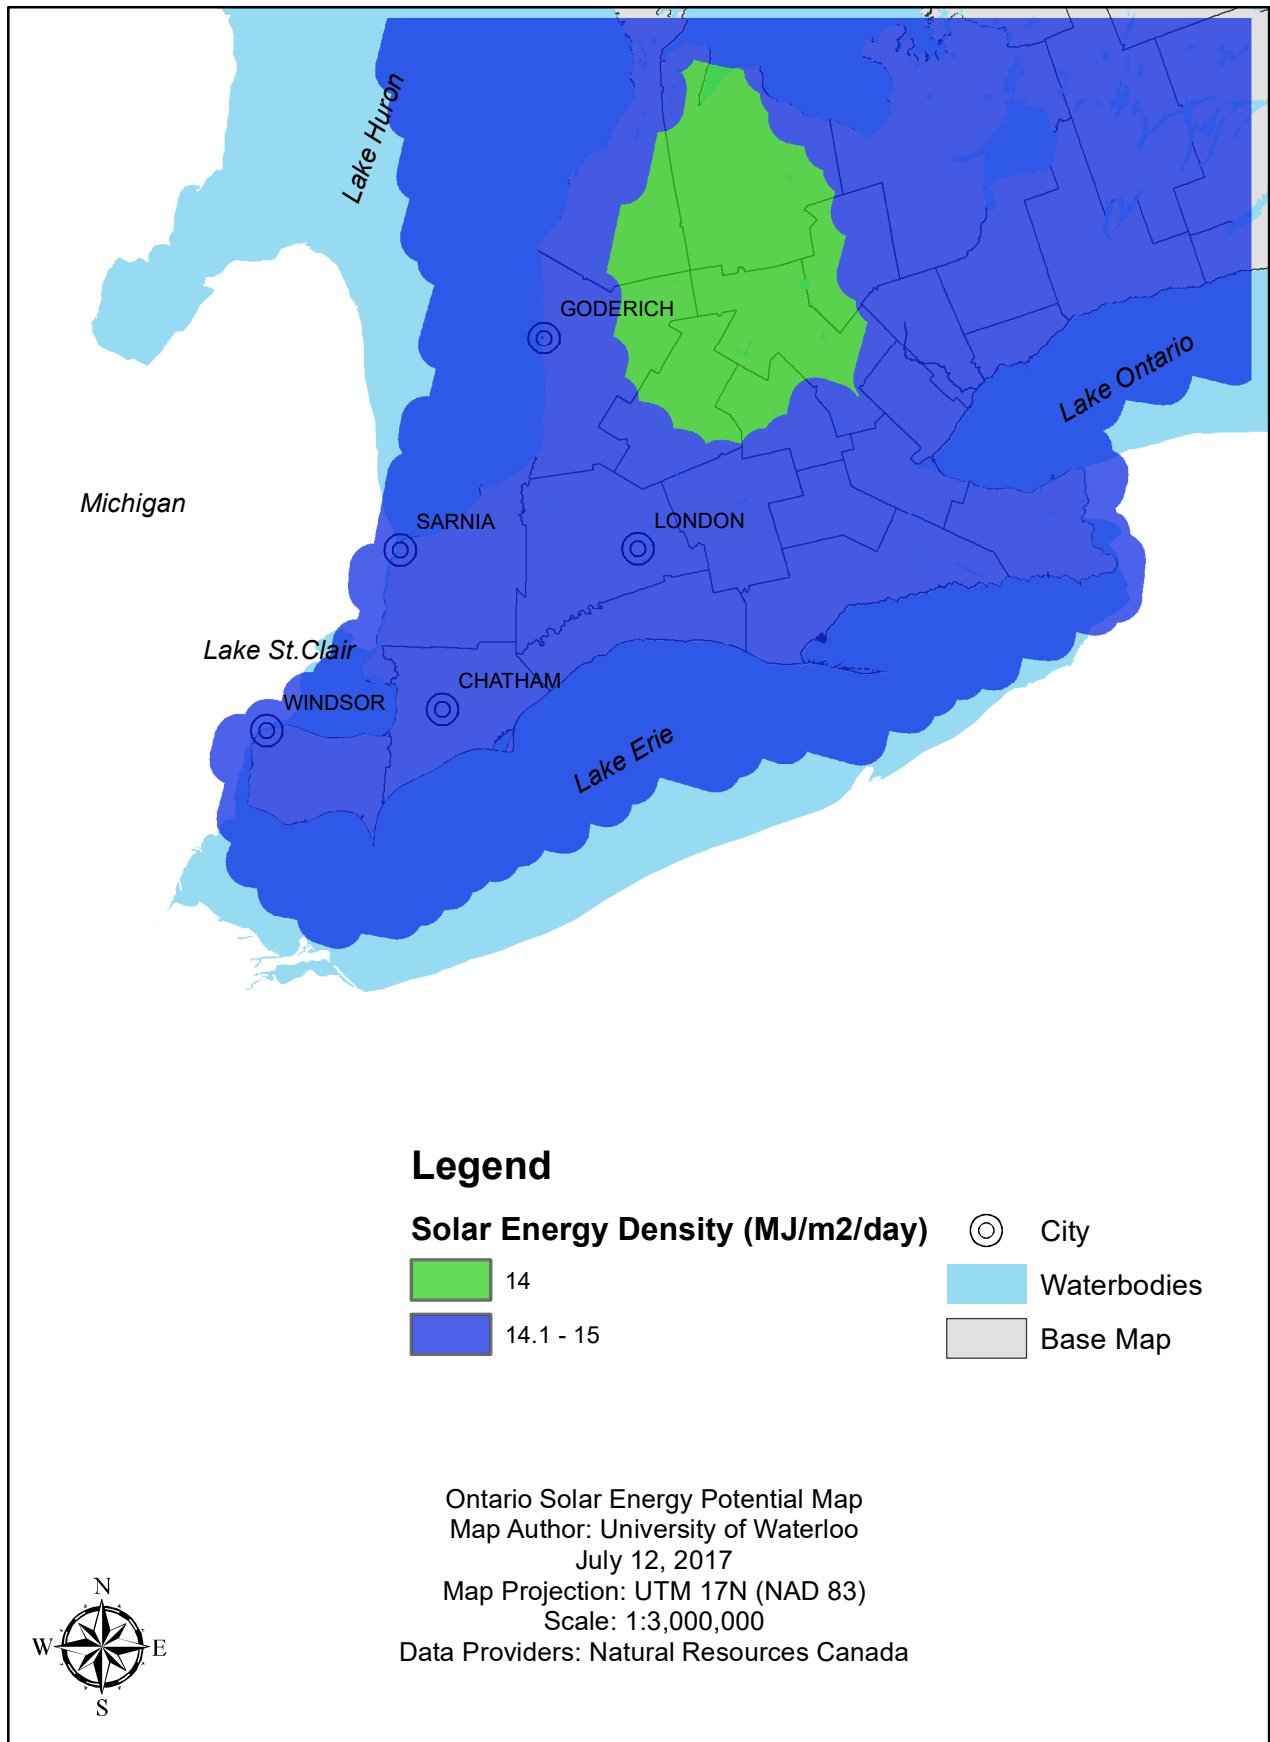 Lake Huron
GODERICH
Lake Ontario
Michigan
SARNIA
LONDON
Lake St.Clair
CHATHAM
WINDSOR
Lake Erie
Legend
Solar Energy Density (MJ/m2/day)
14
14.1 - 15
City
Waterbodies
Base Map
Ontario Solar Energy Potential Map
Map Author: University of Waterloo
July 12, 2017
Map Projection: UTM 17N (NAD 83)
Scale: 1:3,000,000
Data Providers: Natural Resources Canada
N
W E
S